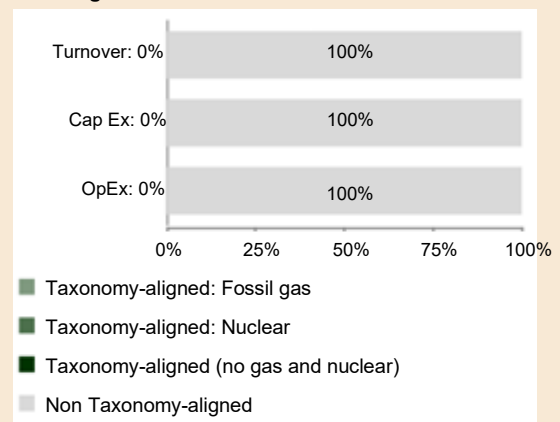 Turnover: 0% 100%
Cap Ex: 0% 100%
OpEx: 0% 100%
0% 25% 50% 75% 100%
Taxonomy-aligned: Fossil gas
Taxonomy-aligned: Nuclear
Taxonomy-aligned (no gas and nuclear)
Non Taxonomy-aligned